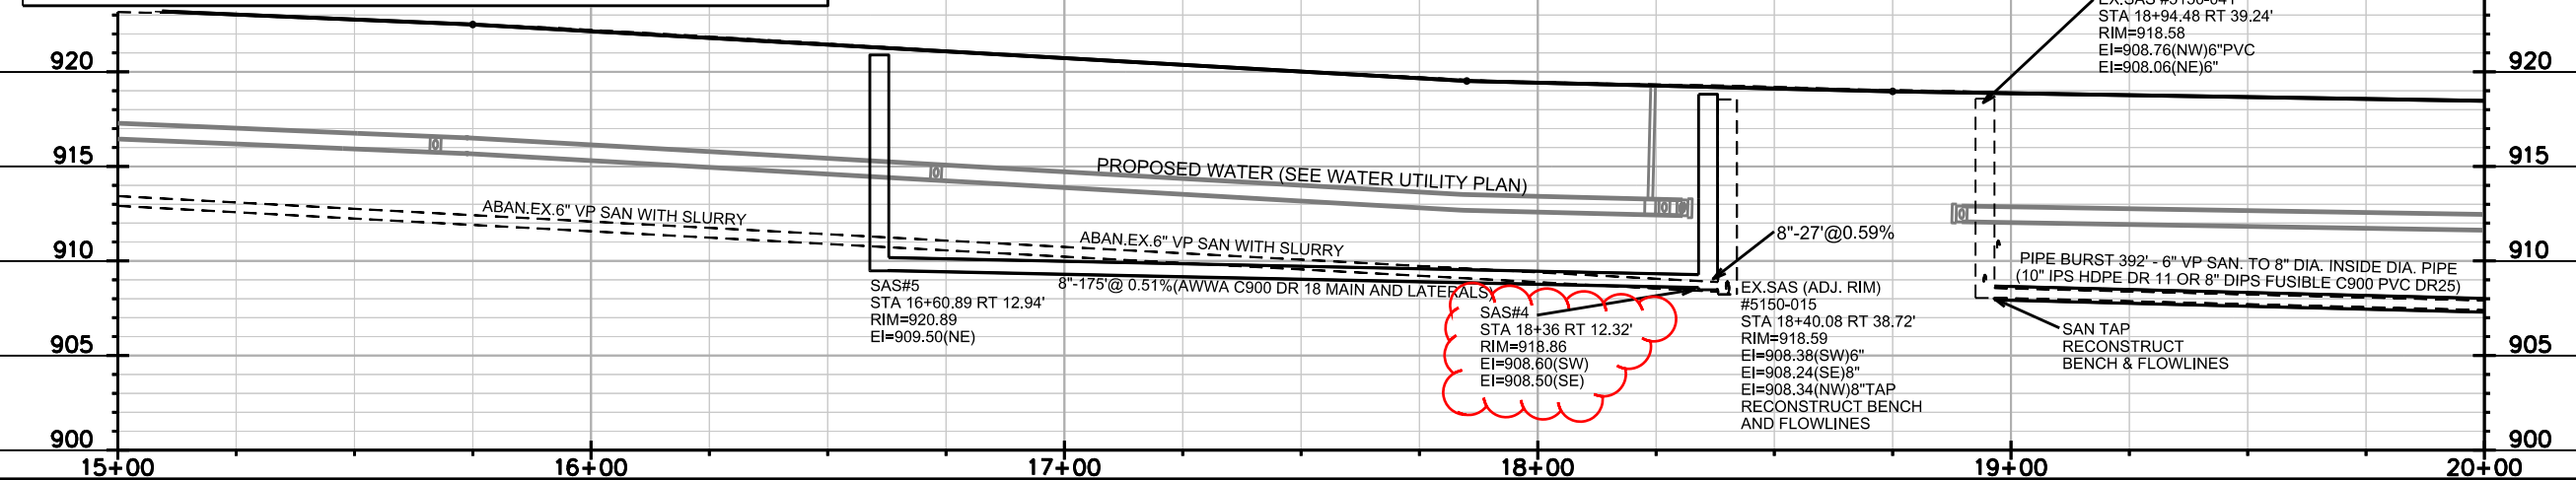 EX.SAS #5150-041
STA 18+94.48 RT 39.24'
RIM=918.58
EI=908.76(NW)6"PVC
EI=908.06(NE)6"
920
920
915
915
910
910
905
905
900
900
PROPOSED WATER (SEE WATER UTILITY PLAN)
ABAN.EX.6" VP SAN WITH SLURRY
ABAN.EX.6" VP SAN WITH SLURRY
8"-27'@0.59%
8"-175'@ 0.51%(AWWA C900 DR 18 MAIN AND LATERALS)
PIPE BURST 392' - 6" VP SAN. TO 8" DIA. INSIDE DIA. PIPE
(10" IPS HDPE DR 11 OR 8" DIPS FUSIBLE C900 PVC DR25)
SAS#5
STA 16+60.89 RT 12.94'
RIM=920.89
EI=909.50(NE)
SAS#4
STA 18+36 RT 12.32'
RIM=918.86
EI=908.60(SW)
EI=908.50(SE)
EX.SAS (ADJ. RIM)
#5150-015
STA 18+40.08 RT 38.72'
RIM=918.59
EI=908.38(SW)6"
EI=908.24(SE)8"
EI=908.34(NW)8"TAP
RECONSTRUCT BENCH
AND FLOWLINES
SAN TAP
RECONSTRUCT
BENCH & FLOWLINES
15+00
16+00
17+00
18+00
19+00
20+00